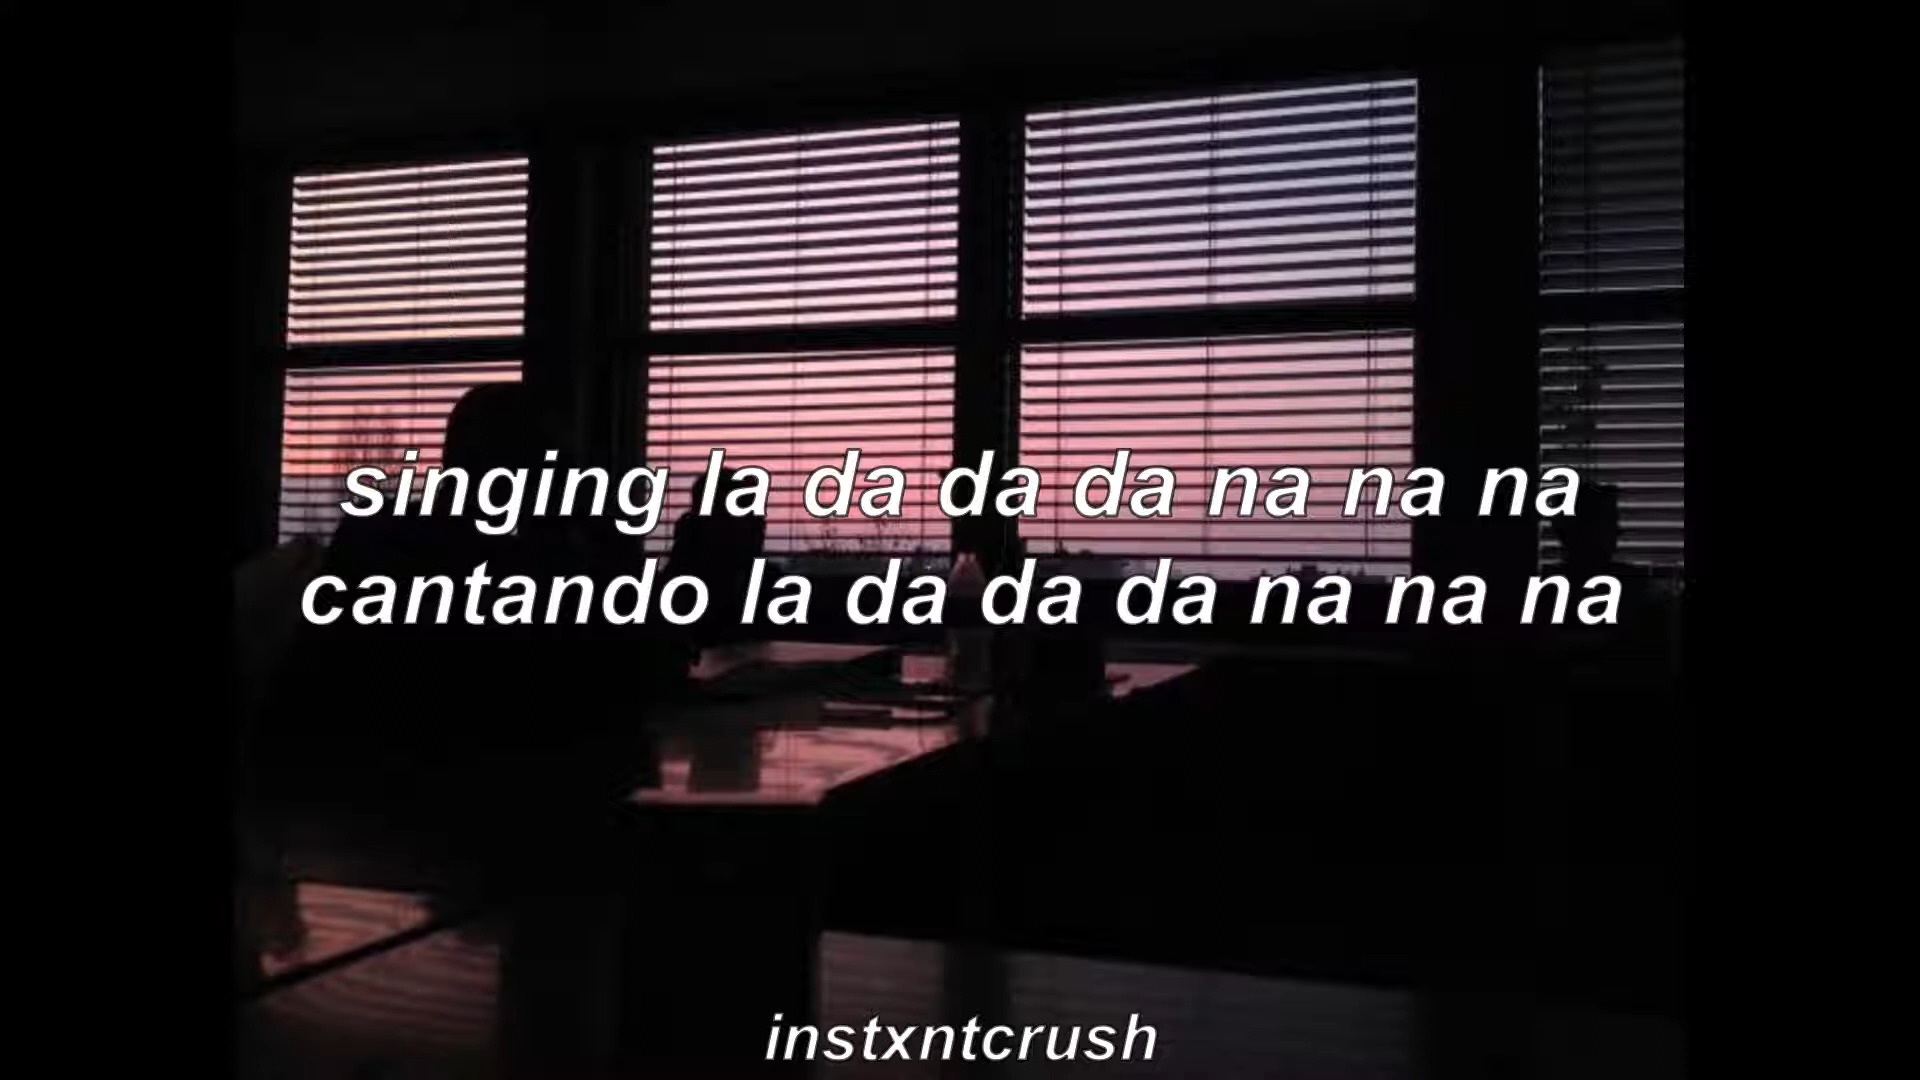 singing la da da da na na na
cantando la da da da na na na
instxntcrush